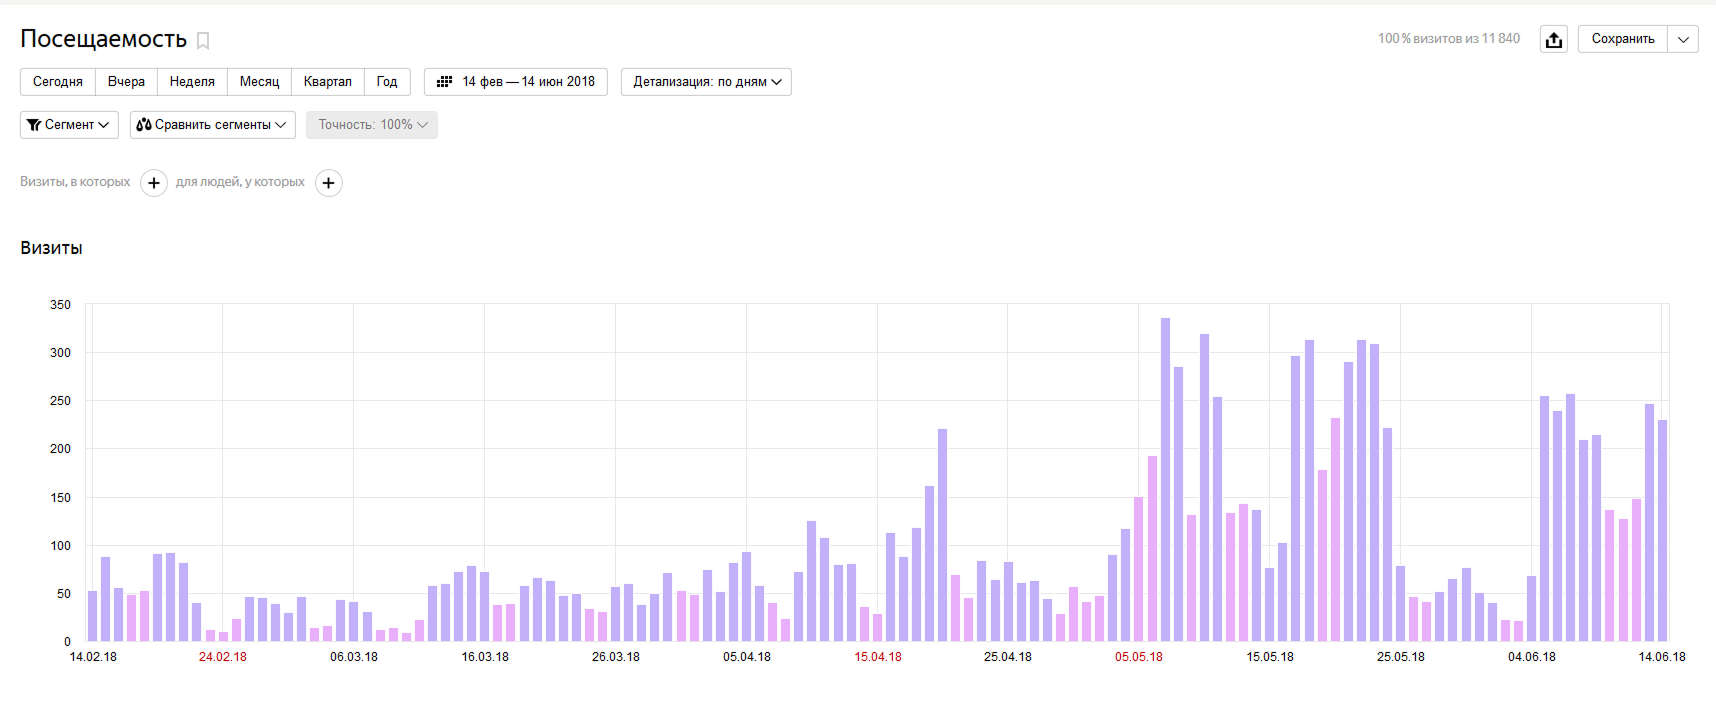 Посещаемость
100 % визитов из 11 840
Сохранить
Сегодня Вчера Неделя Месяц Квартал Год 14 фев — 14 июн 2018 Детализация: по дням
Сегмент Сравнить сегменты Точность: 100%
Визиты, в которых + для людей, у которых +
Визиты
350
300
250
200
150
100
50
0
14.02.18 24.02.18 06.03.18 16.03.18 26.03.18 05.04.18 15.04.18 25.04.18 05.05.18 15.05.18 25.05.18 04.06.18 14.06.18